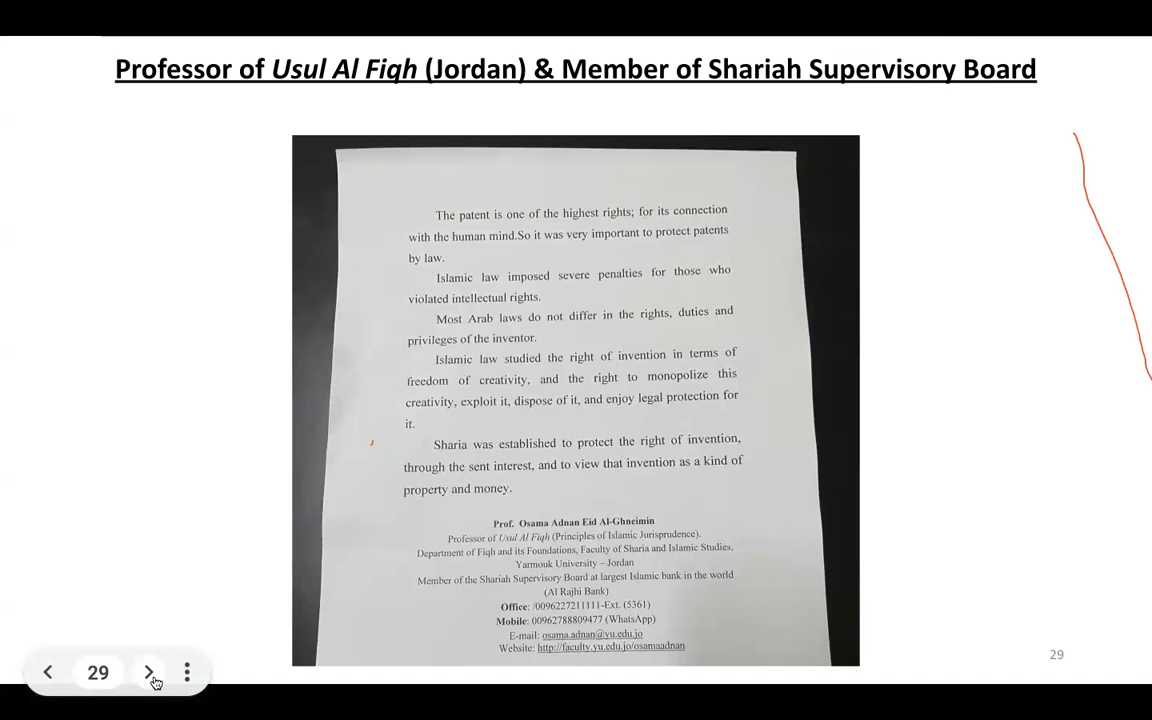 Professor of Usul Al Fiqh (Jordan) & Member of Shariah Supervisory Board
The patent is one of the highest rights; for its connection
with the human mind.So it was very important to protect patents
by law.
Islamic law imposed severe penalties for those who
violated intellectual rights.
Most Arab laws do not differ in the rights, duties and
privileges of the inventor.
Islamic law studied the right of invention in terms of
freedom of creativity, and the right to monopolize this
creativity, exploit it, dispose of it, and enjoy legal protection for
it.
Sharia was established to protect the right of invention,
through the sent interest, and to view that invention as a kind of
property and money.
Prof. Osama Adnan Eid Al-Ghneimin
Professor of Usul Al Fiqh (Principles of Islamic Jurisprudence).
Department of Fiqh and its Foundations, Faculty of Sharia and Islamic Studies.
Yarmouk University – Jordan
Member of the Shariah Supervisory Board at largest Islamic bank in the world
(Al Rajhi Bank)
Office: /0096227211111-Ext. (5361)
Mobile: 00962788809477 (WhatsApp)
E-mail: osama.adnan@yu.edu.jo
Website: http://faculty.yu.edu.jo/osamaadnan
29
29